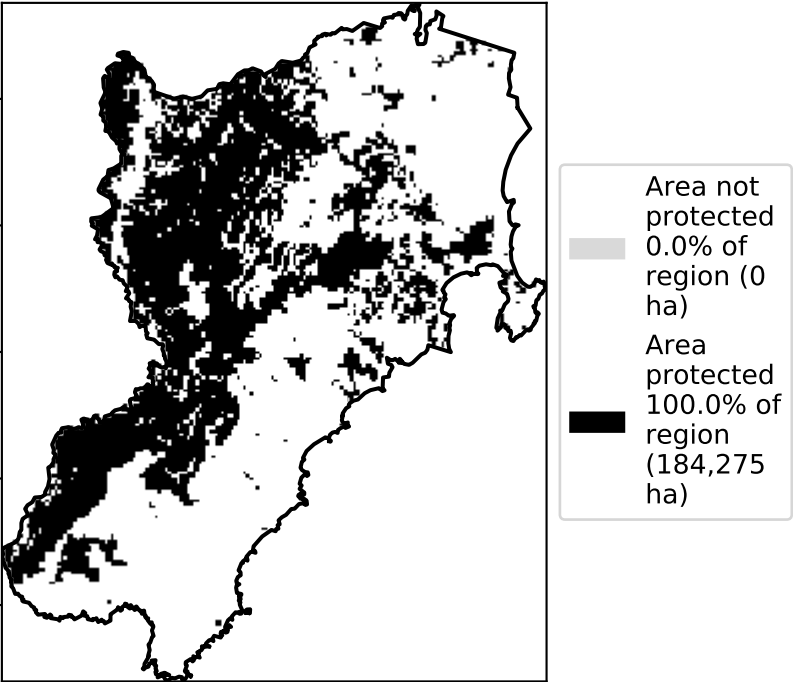 Area not
protected
0.0% of
region (0
ha)
Area
protected
100.0% of
region
(184,275
ha)